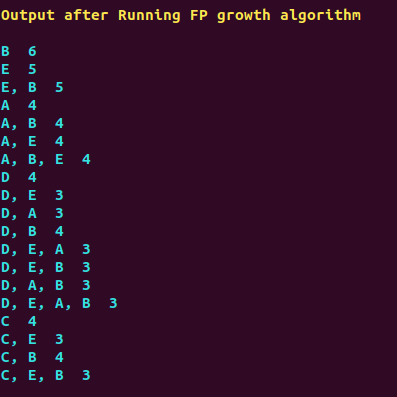 Output after Running FP growth algorithm
B 6
E 5
E, B 5
A 4
A, B 4
A, E 4
A, B, E 4
D 4
D, E 3
D, A 3
D, B 4
D, E, A 3
D, E, B 3
D, A, B 3
D, E, A, B 3
C 4
C, E 3
C, B 4
C, E, B 3